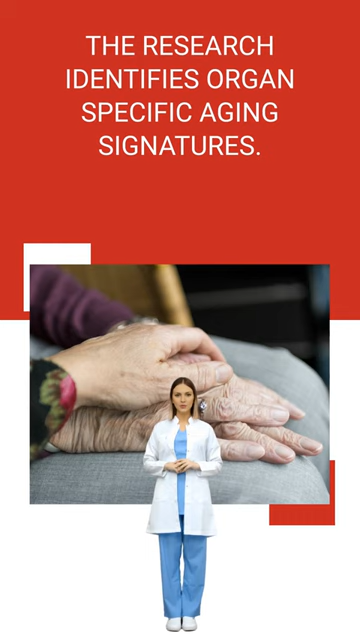 THE RESEARCH
IDENTIFIES ORGAN
SPECIFIC AGING
SIGNATURES.